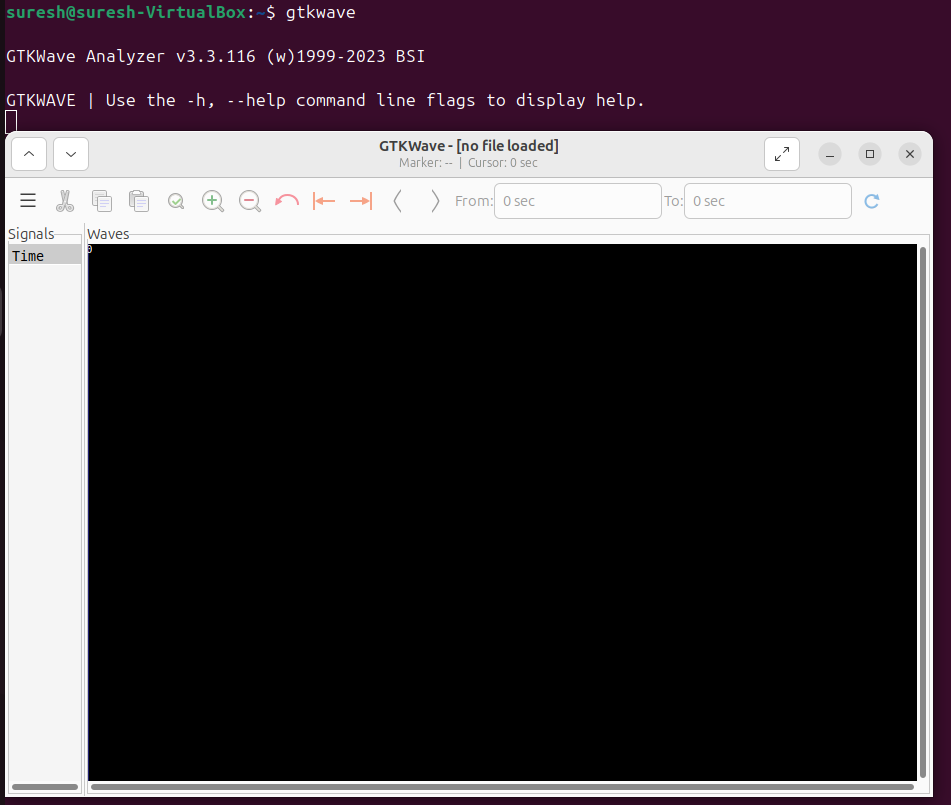 suresh@suresh-VirtualBox:~$ gtkwave
GTKWave Analyzer v3.3.116 (w)1999-2023 BSI
GTKWAVE | Use the -h, --help command line flags to display help.
GTKWave - [no file loaded]
Marker: -- | Cursor: 0 sec
From: 0 sec To: 0 sec
Signals Waves
Time 0